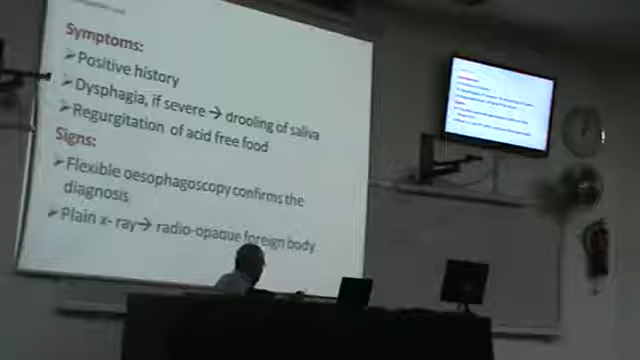 Symptoms:
Positive history
Dysphagia, if severe → drooling of saliva
Regurgitation of acid free food
Signs:
Flexible oesophagoscopy confirms the
diagnosis
Plain x- ray→ radio-opaque foreign body